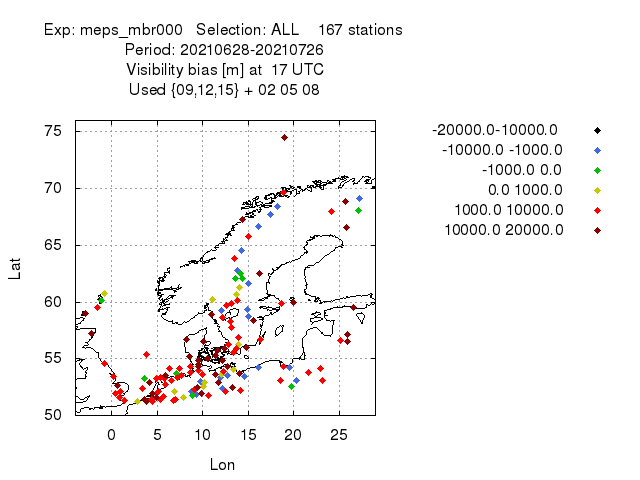 Exp: meps_mbr000 Selection: ALL 167 stations
Period: 20210628-20210726
Visibility bias [m] at 17 UTC
Used {09,12,15} + 02 05 08
-20000.0-10000.0
-10000.0 -1000.0
-1000.0 0.0
0.0 1000.0
1000.0 10000.0
10000.0 20000.0
75
70
65
60
55
50
Lat
0 5 10 15 20 25
Lon